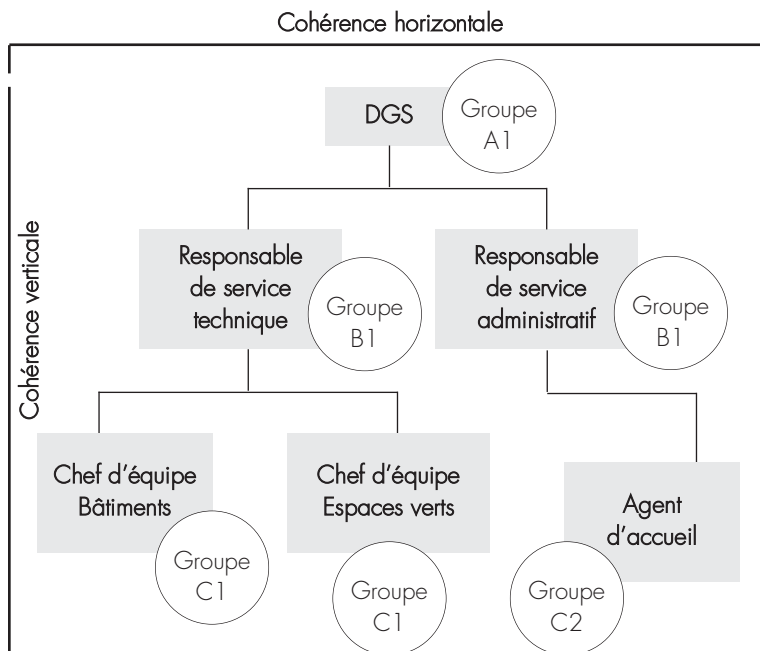 Cohérence horizontale
Cohérence verticale
DGS
Groupe
A1
Responsable
de service
technique
Groupe
B1
Responsable
de service
administratif
Groupe
B1
Chef d’équipe
Bâtiments
Groupe
C1
Chef d’équipe
Espaces verts
Groupe
C1
Agent
d’accueil
Groupe
C2